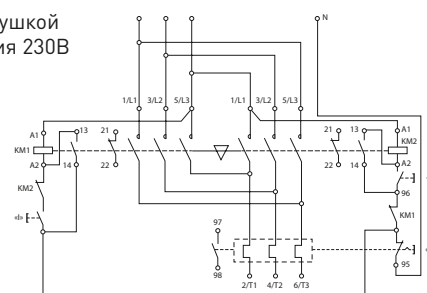 ушкой
ия 230В
N
1/L1 3/L2 5/L3 1/L1 3/L2 5/L3
A1 13 21 21 13 A1
KM1 KM2
A2 14 22 22 14 A2
KM2 96
«I» KM1
97
98 95
2/T1 4/T2 6/T3